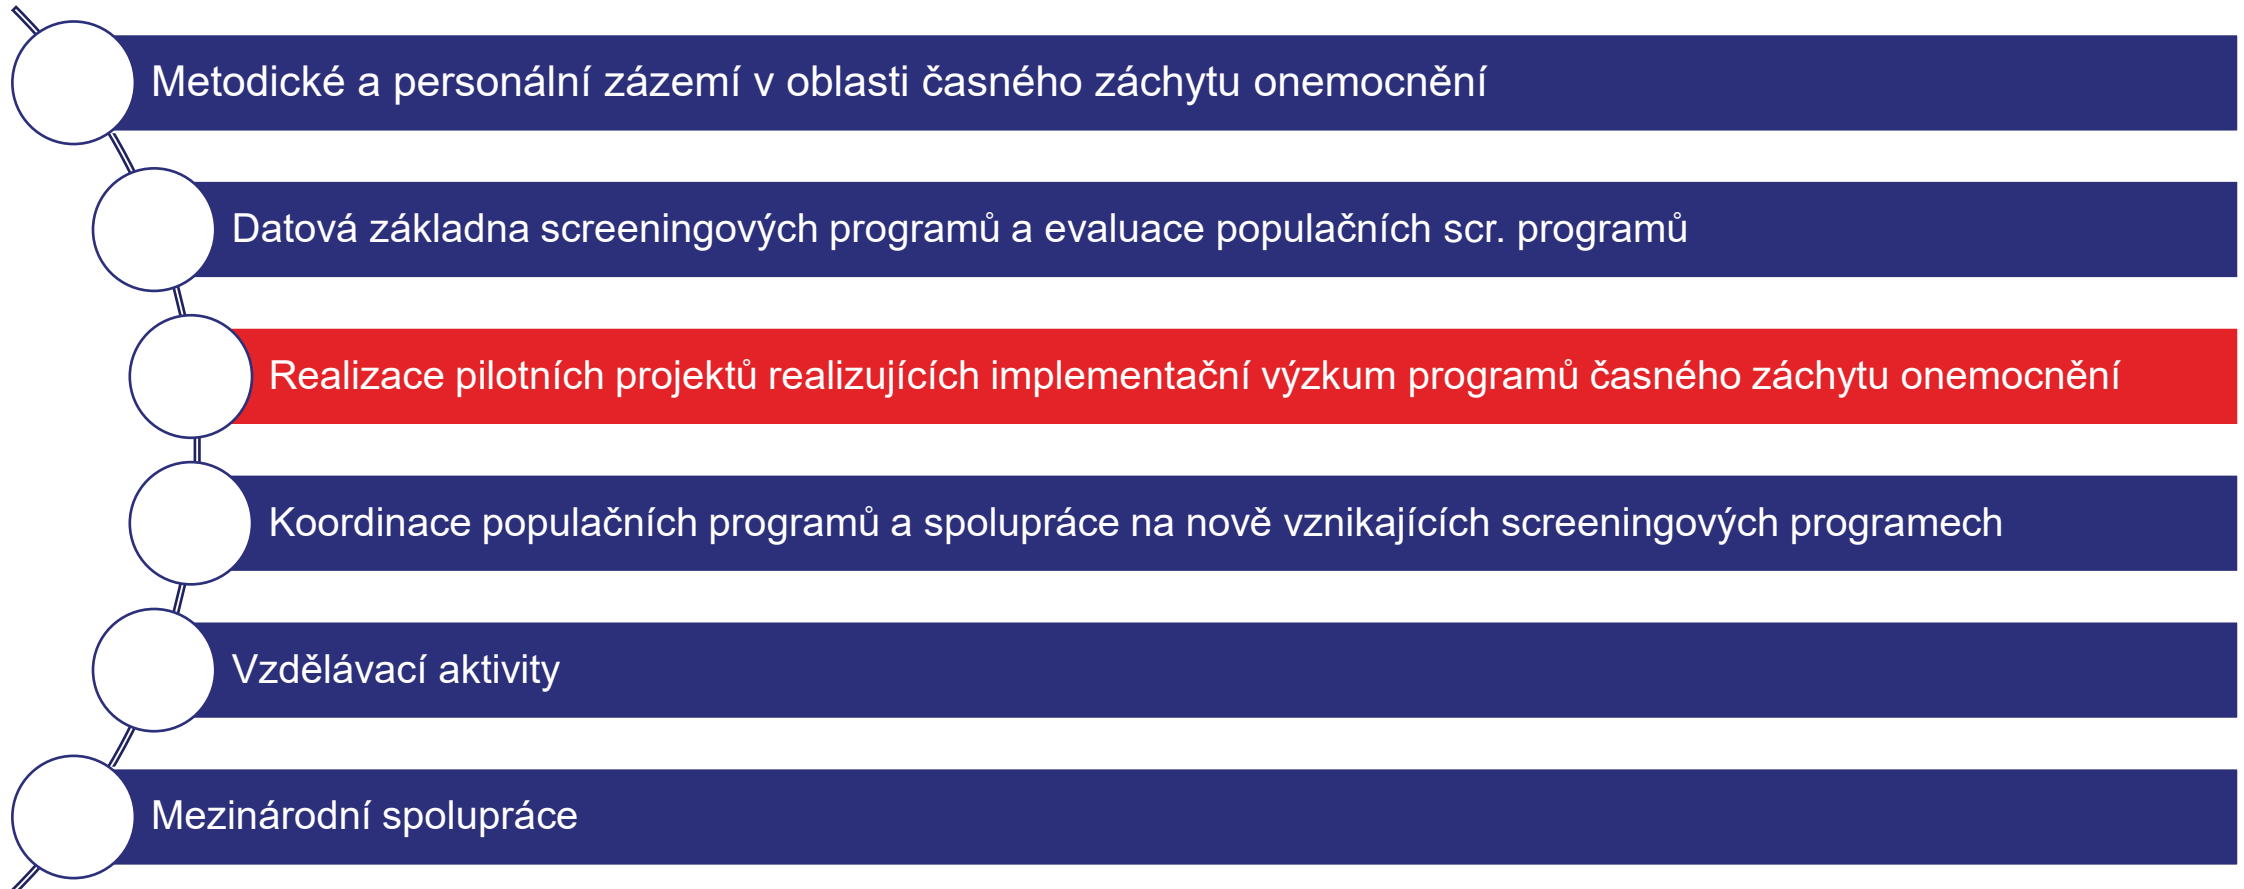 Metodické a personální zázemí v oblasti časného záchytu onemocnění
Datová základna screeningových programů a evaluace populačních scr. programů
Realizace pilotních projektů realizujících implementační výzkum programů časného záchytu onemocnění
Koordinace populačních programů a spolupráce na nově vznikajících screeningových programech
Vzdělávací aktivity
Mezinárodní spolupráce